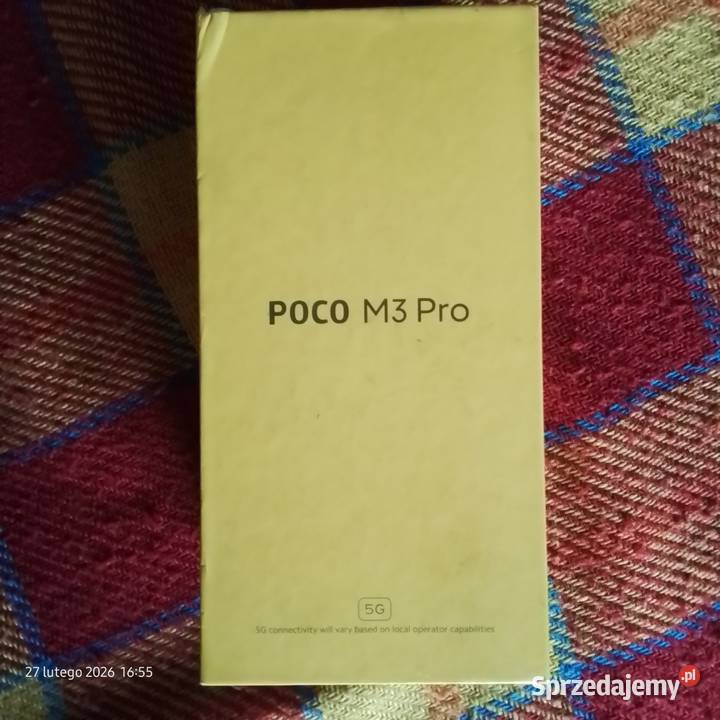 POCO M3 Pro
5G
5G connectivity will vary based on local operator capabilities
27 lutego 2026 16:55
Sprzedajemy.pl